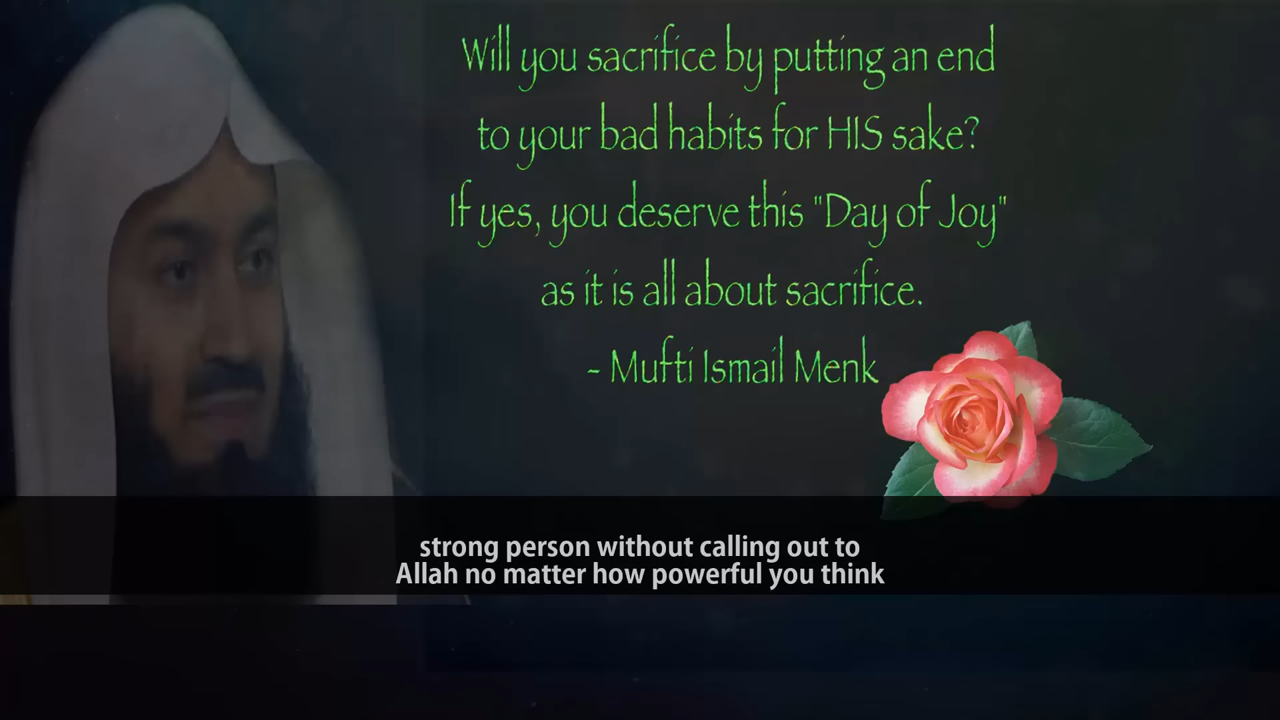 Will you sacrifice by putting an end
to your bad habits for HIS sake?
If yes, you deserve this "Day of Joy"
as it is all about sacrifice.
- Mufti Ismail Menk
strong person without calling out to
Allah no matter how powerful you think